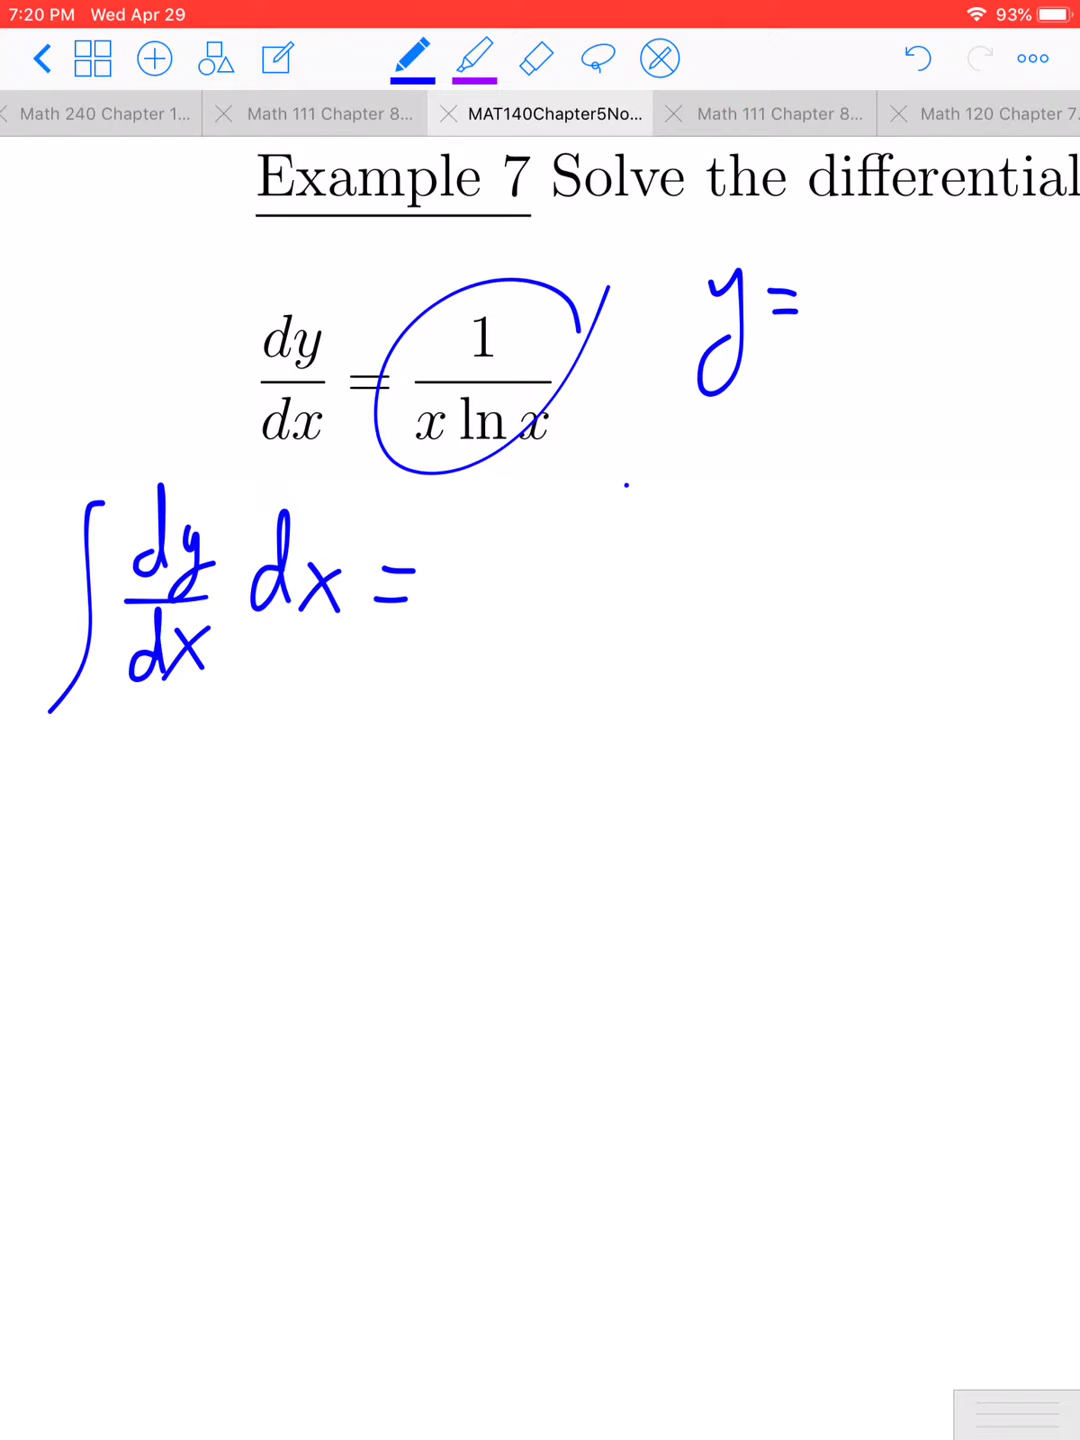 7:20 PM Wed Apr 29 93%
Math 240 Chapter 1... Math 111 Chapter 8... MAT140Chapter5No... Math 111 Chapter 8... Math 120 Chapter 7.
Example 7 Solve the differential
dy/dx = 1/(x ln x) y =
∫ dy/dx dx =